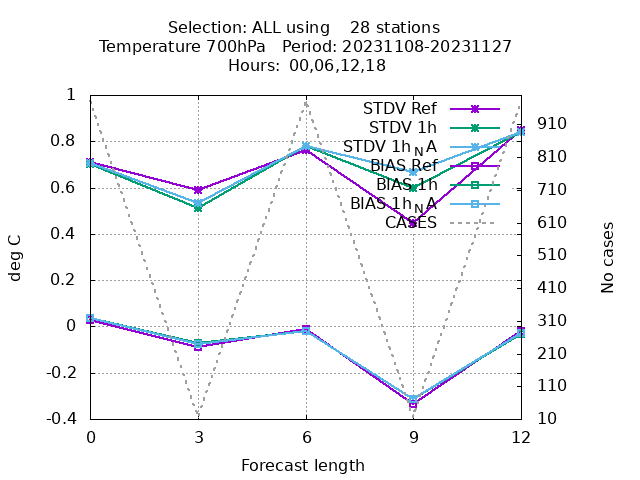 Selection: ALL using 28 stations
Temperature 700hPa Period: 20231108-20231127
Hours: 00,06,12,18
STDV Ref
STDV 1h
STDV 1h_NA
BIAS Ref
BIAS 1h
BIAS 1h_NA
CASES
1
0.8
0.6
0.4
0.2
0
-0.2
-0.4
deg C
910
810
710
610
510
410
310
210
110
10
No cases
0 3 6 9 12
Forecast length